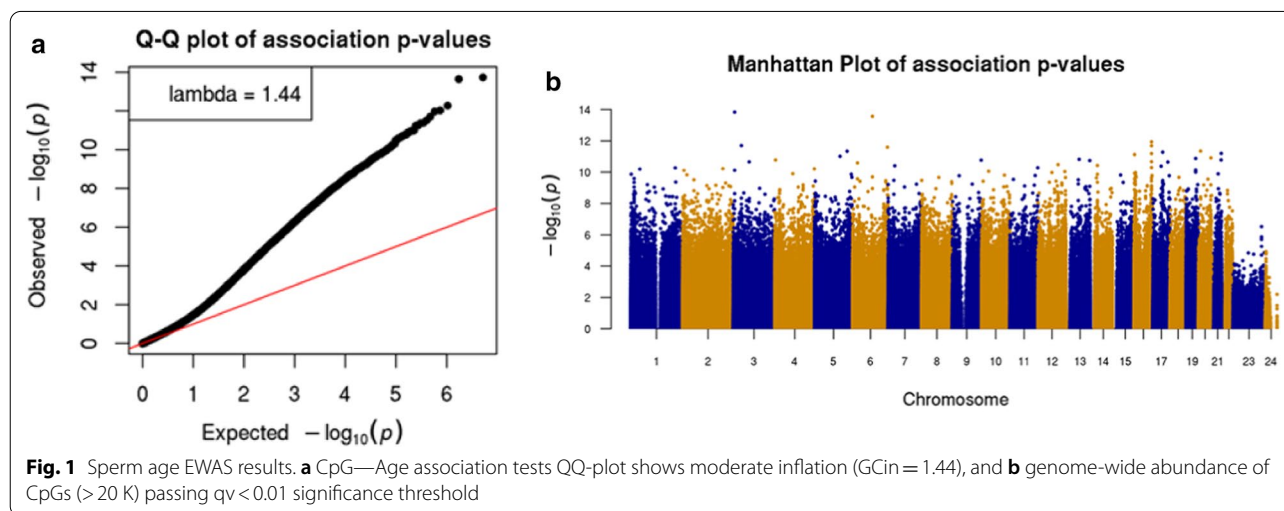 a
Q-Q plot of association p-values
lambda = 1.44
Observed −log10(p)
14
10
8
6
4
2
0
0 1 2 3 4 5 6
Expected −log10(p)
b
Manhattan Plot of association p-values
−log10(p)
14
12
10
8
6
4
2
0
1 2 3 4 5 6 7 8 9 10 11 12 13 14 15 17 19 21 23 24
Chromosome
Fig. 1 Sperm age EWAS results. a CpG—Age association tests QQ-plot shows moderate inflation (GCin = 1.44), and b genome-wide abundance of
CpGs (> 20 K) passing qv < 0.01 significance threshold